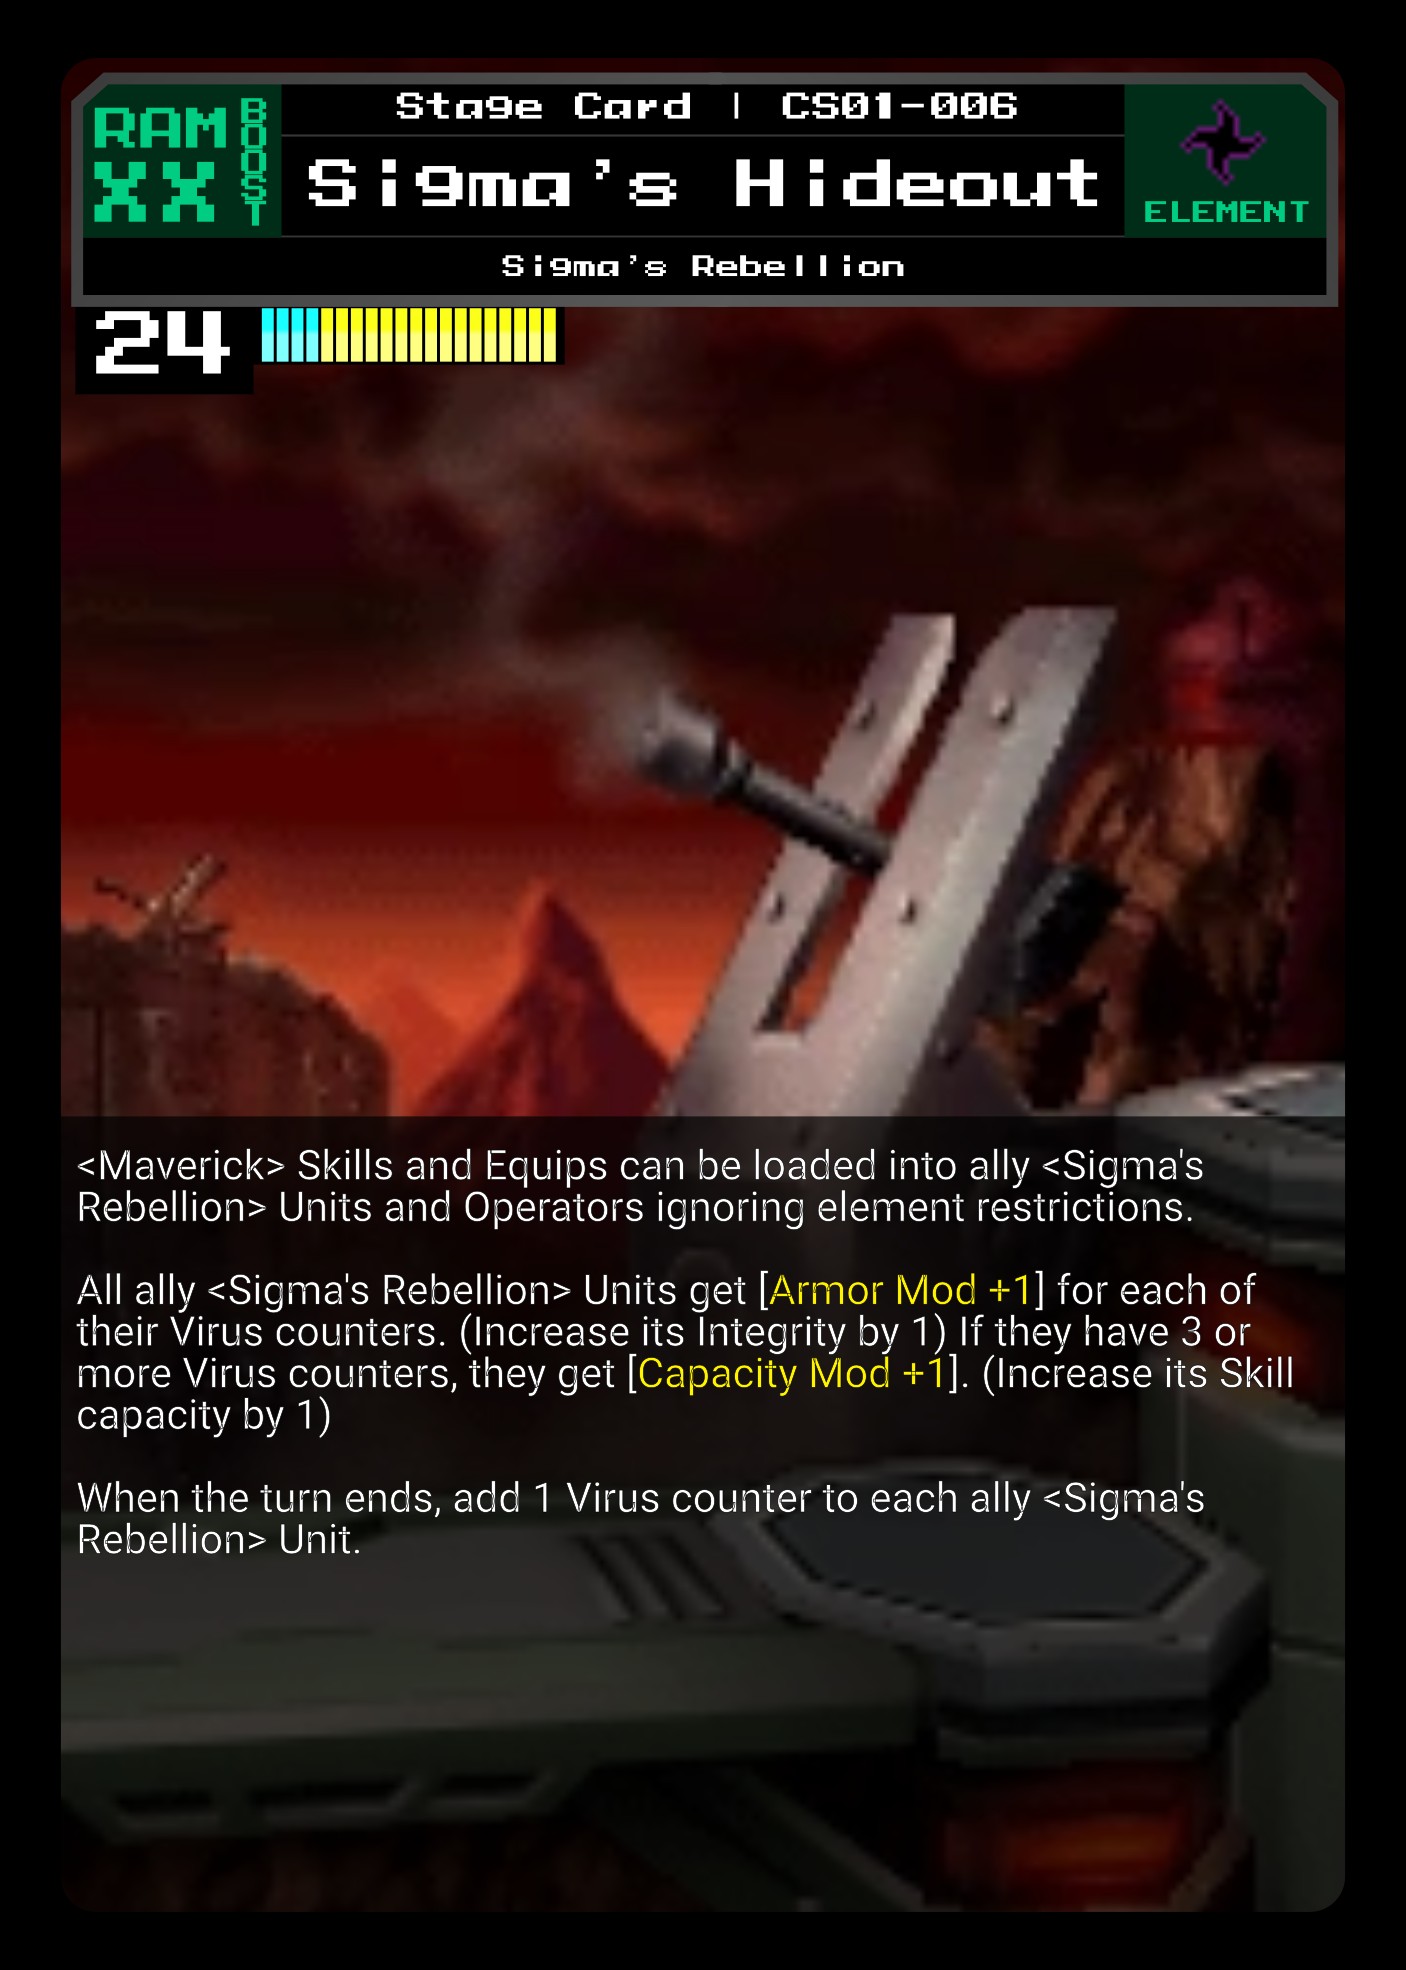 RAM
XX
BOOST
Stage Card | CS01-006
Sigma's Hideout
ELEMENT
Sigma's Rebellion
24
<Maverick> Skills and Equips can be loaded into ally <Sigma's
Rebellion> Units and Operators ignoring element restrictions.
All ally <Sigma's Rebellion> Units get [Armor Mod +1] for each of
their Virus counters. (Increase its Integrity by 1) If they have 3 or
more Virus counters, they get [Capacity Mod +1]. (Increase its Skill
capacity by 1)
When the turn ends, add 1 Virus counter to each ally <Sigma's
Rebellion> Unit.